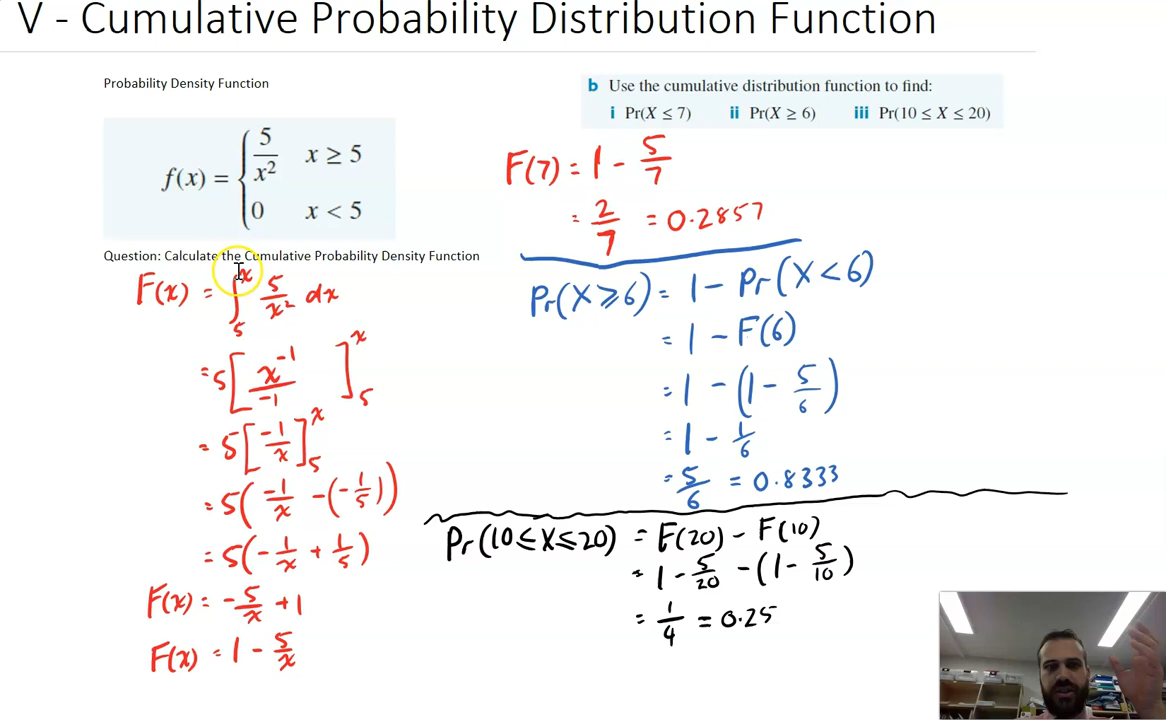 V - Cumulative Probability Distribution Function
Probability Density Function
f(x) = { 5/x² x ≥ 5
0 x < 5
Question: Calculate the Cumulative Probability Density Function
F(x) = ∫₅ˣ 5/x² dx
= 5[x⁻¹/-1]₅ˣ
= 5[-1/x]₅ˣ
= 5(-1/x - (-1/5))
= 5(-1/x + 1/5)
F(x) = -5/x + 1
F(x) = 1 - 5/x
b Use the cumulative distribution function to find:
i Pr(X ≤ 7) ii Pr(X ≥ 6) iii Pr(10 ≤ X ≤ 20)
F(7) = 1 - 5/7
= 2/7 = 0.2857
Pr(X ≥ 6) = 1 - Pr(X < 6)
= 1 - F(6)
= 1 - (1 - 5/6)
= 1 - 1/6
= 5/6 = 0.8333
Pr(10 ≤ X ≤ 20) = F(20) - F(10)
= 1 - 5/20 - (1 - 5/10)
= 1/4 = 0.25